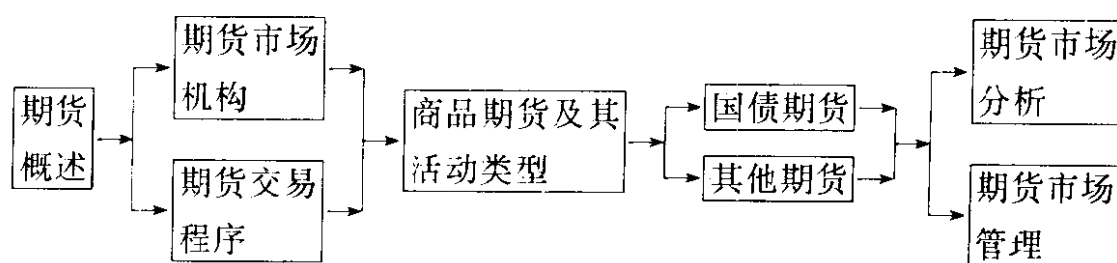 期货
概述
期货市场
机构
期货交易
程序
商品期货及其
活动类型
国债期货
其他期货
期货市场
分析
期货市场
管理